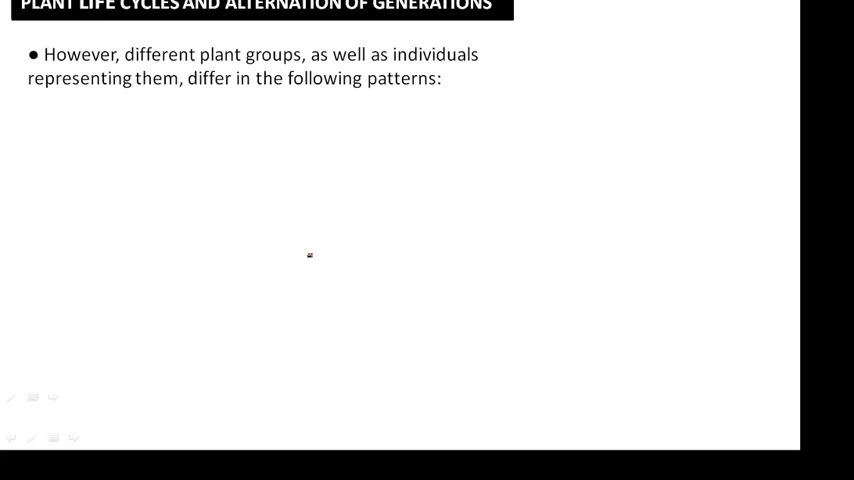 PLANT LIFE CYCLES AND ALTERNATION OF GENERATIONS
● However, different plant groups, as well as individuals
representing them, differ in the following patterns: